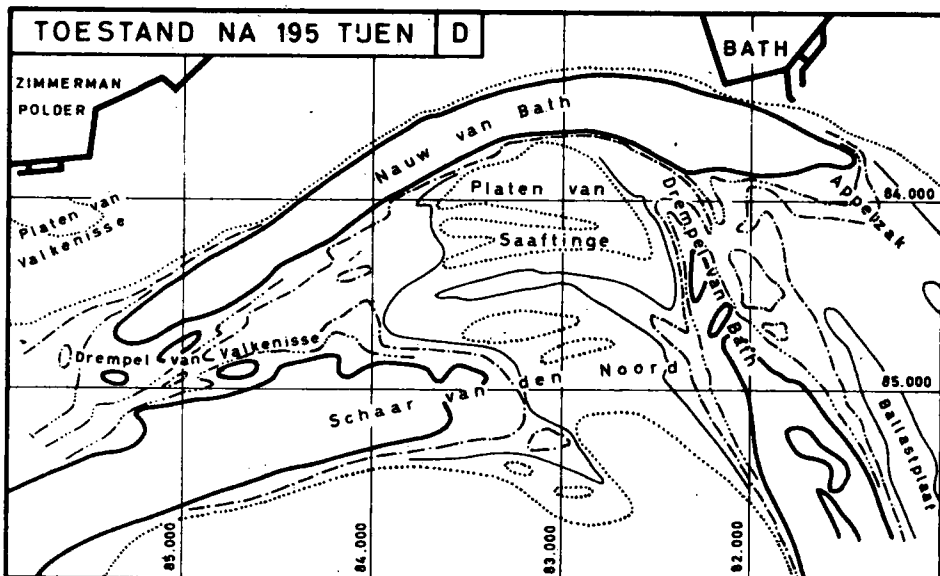 TOESTAND NA 195 TIJEN D
BATH
ZIMMERMAN
POLDER
Nauw van Bath
Platen van
Valkenisse
Platen van
Saaftinge
Drempel van Bath
Appelzak
84.000
Drempel van Valkenisse
Schaar van den Noord
85.000
Ballastplaat
85.000
84.000
83.000
82.000